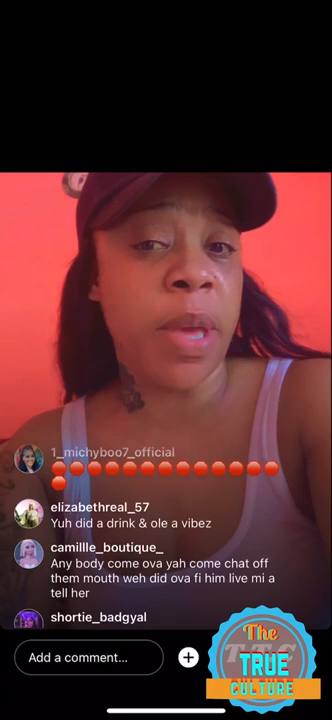 1_michyboo7_official
🔴🔴🔴🔴🔴🔴🔴🔴🔴🔴🔴🔴🔴
🔴
elizabethreal_57
Yuh did a drink & ole a vibez
camillle_boutique_
Any body come ova yah come chat off
them mouth weh did ova fi him live mi a
tell her
shortie_badgyal
Add a comment...
The
TRUE
CULTURE